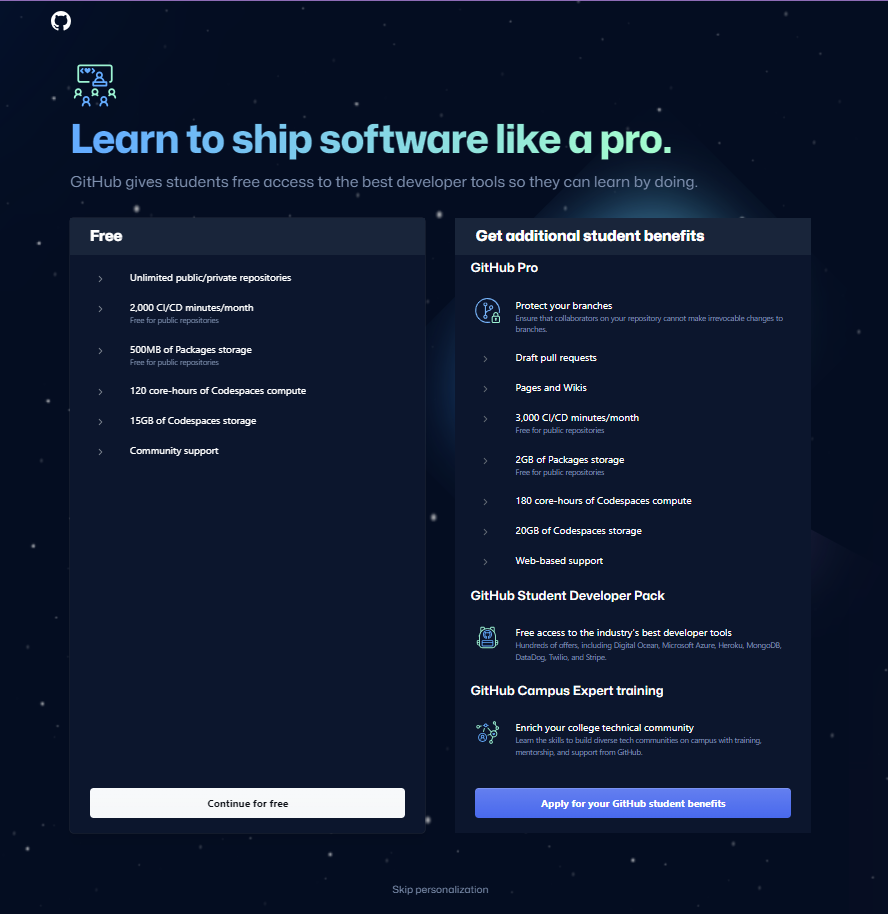 Learn to ship software like a pro.
GitHub gives students free access to the best developer tools so they can learn by doing.
Free
Unlimited public/private repositories
2,000 CI/CD minutes/month
Free for public repositories
500MB of Packages storage
Free for public repositories
120 core-hours of Codespaces compute
15GB of Codespaces storage
Community support
Continue for free
Get additional student benefits
GitHub Pro
Protect your branches
Ensure that collaborators on your repository cannot make irrevocable changes to
branches.
Draft pull requests
Pages and Wikis
3,000 CI/CD minutes/month
Free for public repositories
2GB of Packages storage
Free for public repositories
180 core-hours of Codespaces compute
20GB of Codespaces storage
Web-based support
GitHub Student Developer Pack
Free access to the industry's best developer tools
Hundreds of offers, including Digital Ocean, Microsoft Azure, Heroku, MongoDB,
DataDog, Twilio, and Stripe.
GitHub Campus Expert training
Enrich your college technical community
Learn the skills to build diverse tech communities on campus with training,
mentorship, and support from GitHub.
Apply for your GitHub student benefits
Skip personalization